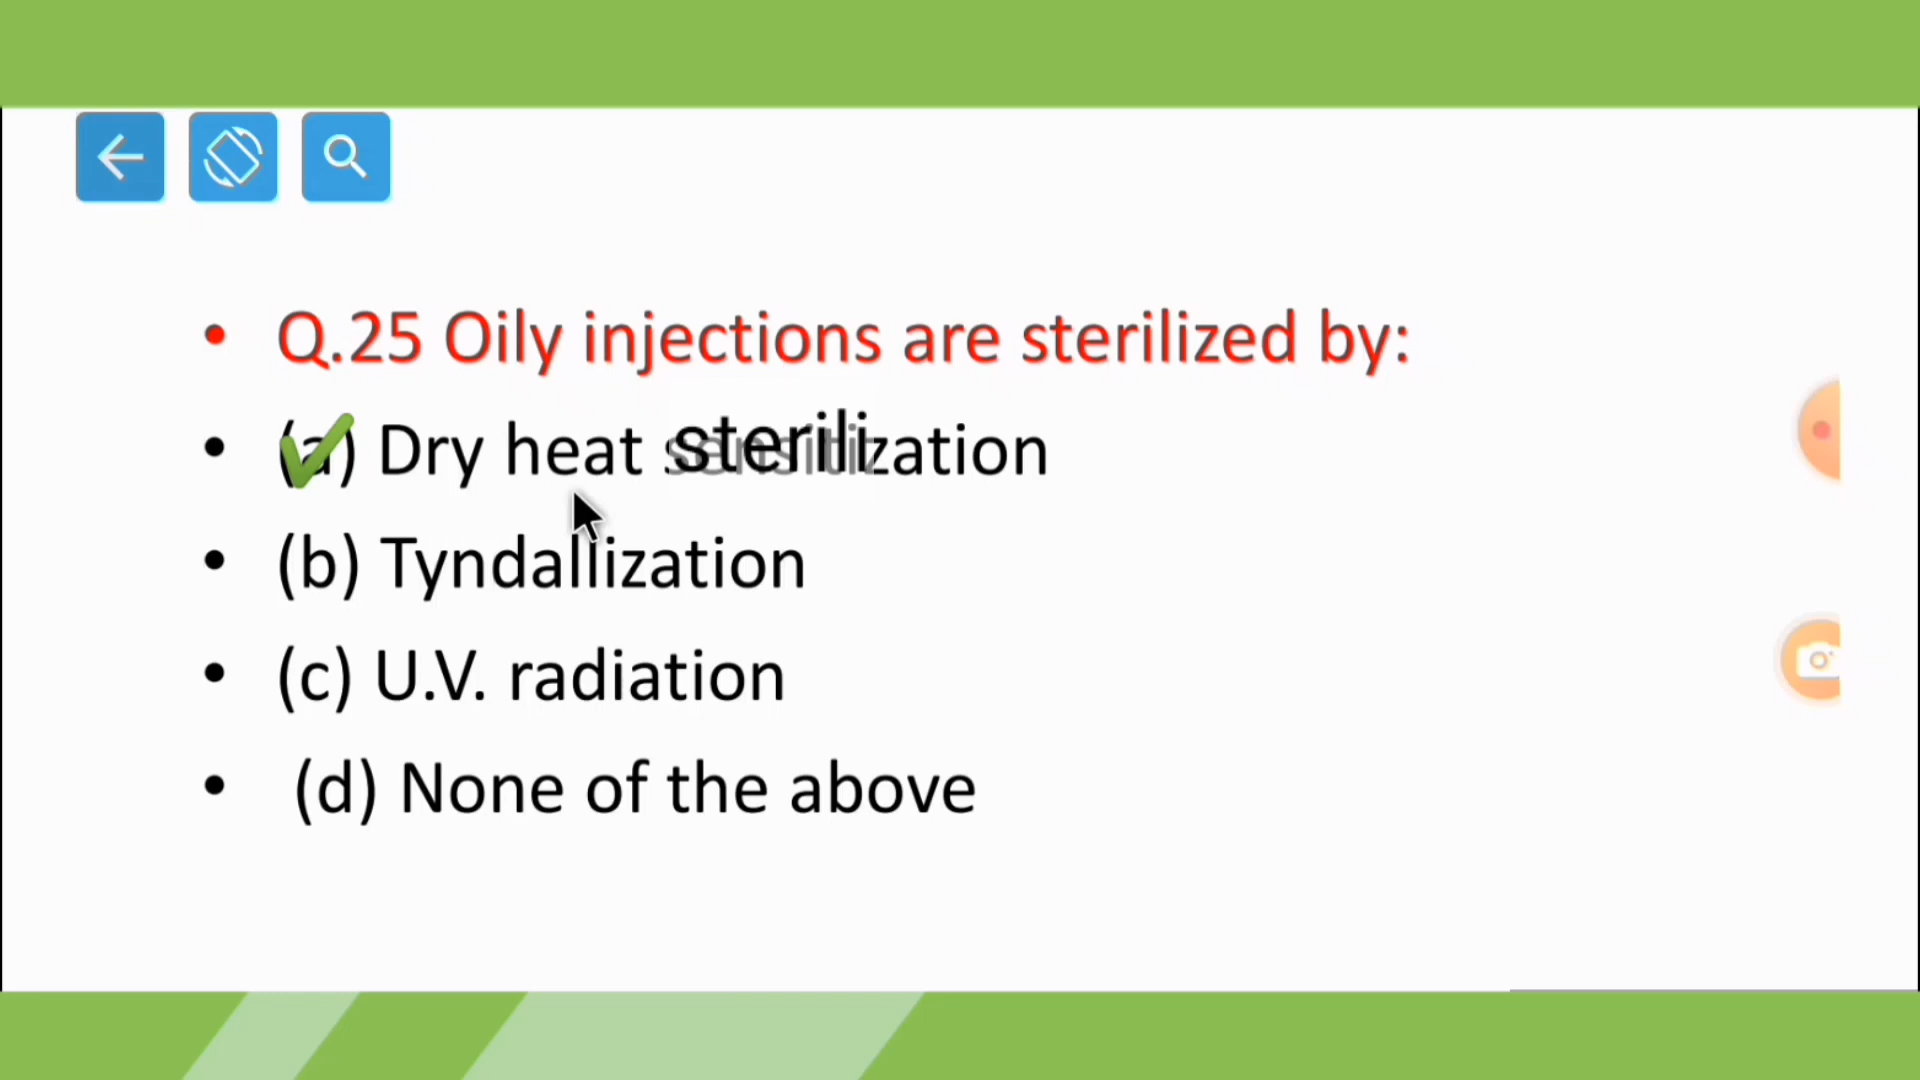 • Q.25 Oily injections are sterilized by:
• (a) Dry heat sterilization
• (b) Tyndallization
• (c) U.V. radiation
• (d) None of the above